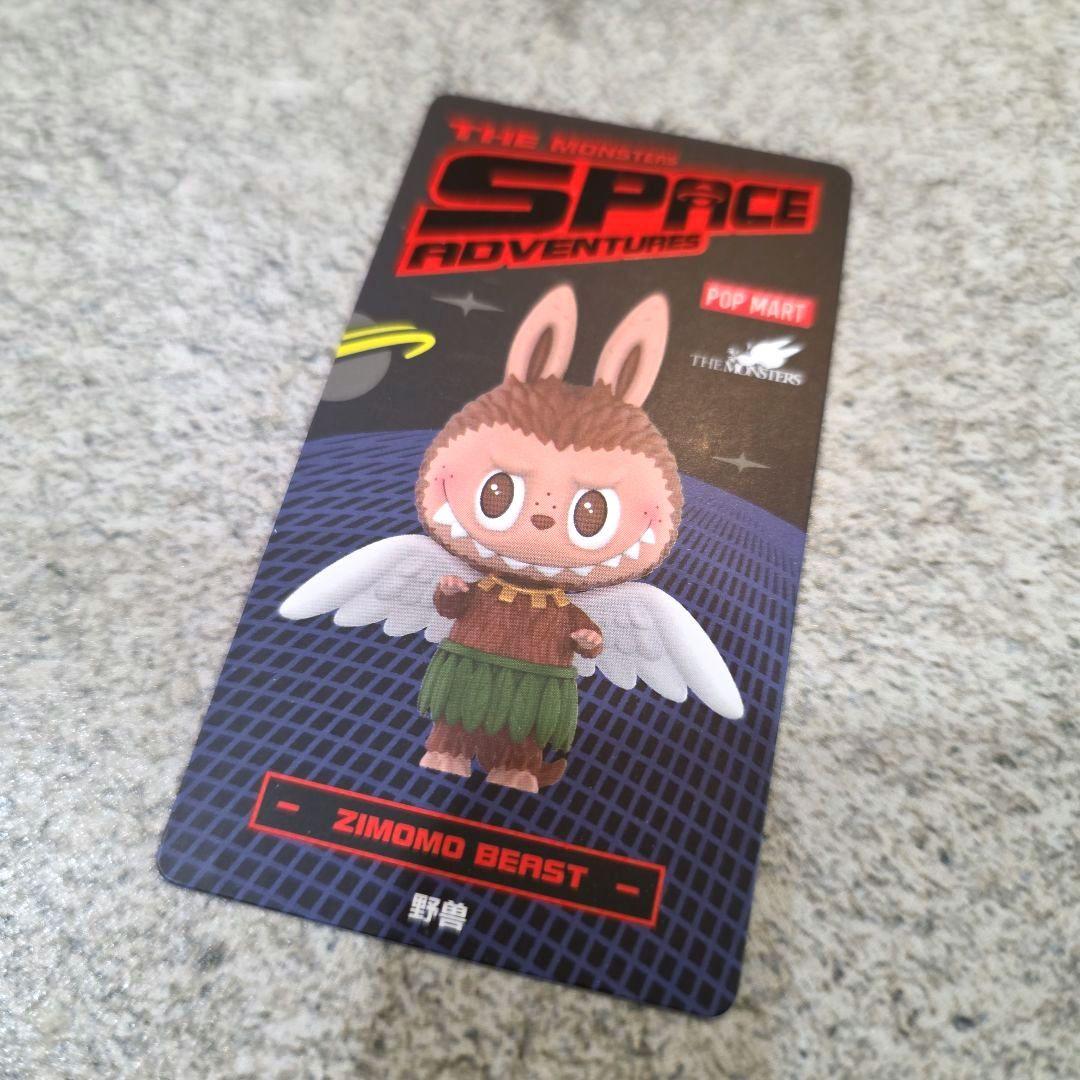 THE MONSTERS
SPACE
ADVENTURES
POP MART
THE MONSTERS
- ZIMOMO BEAST -
野兽